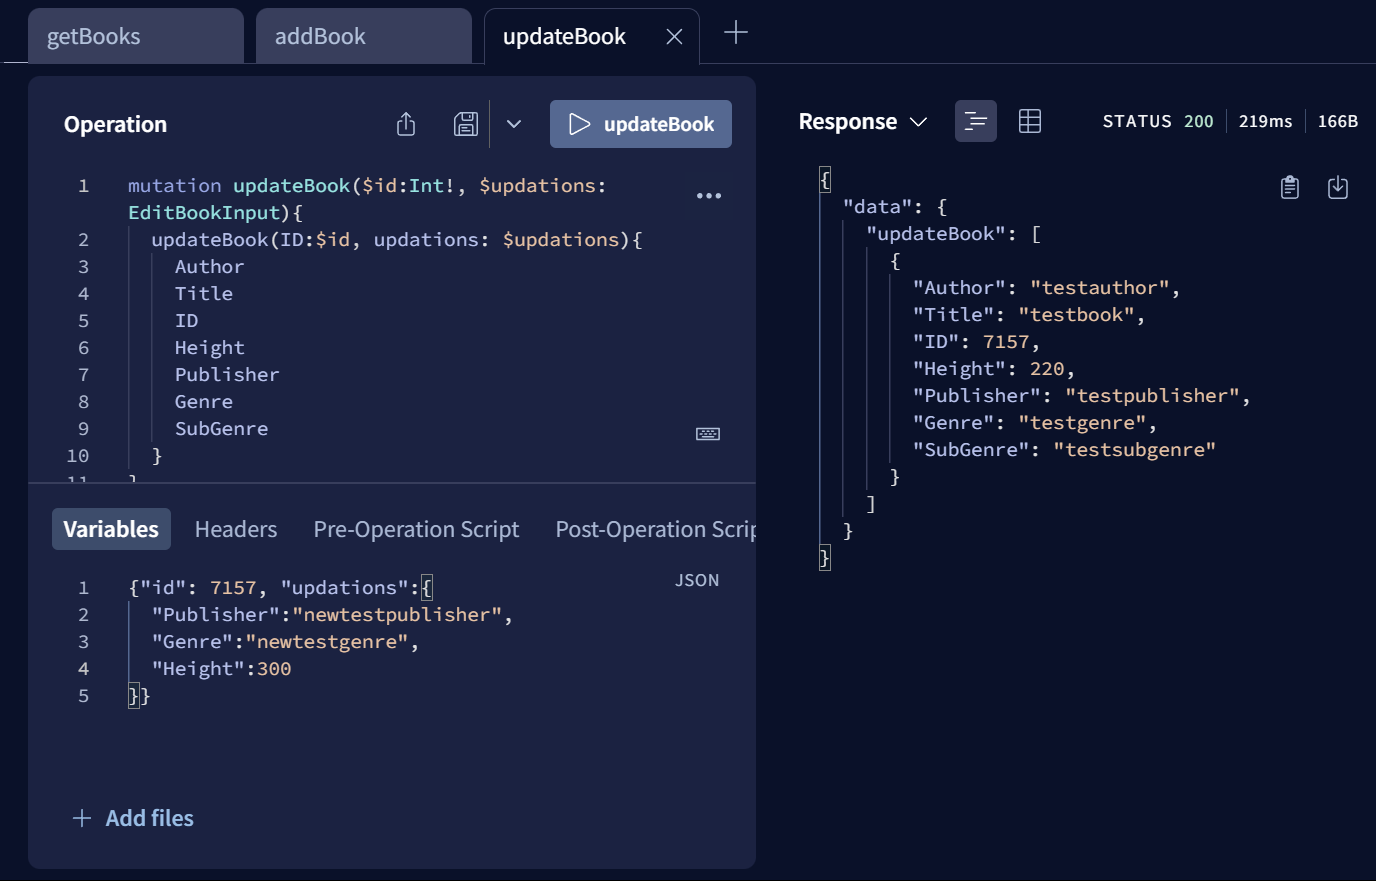 getBooks
addBook
updateBook
Operation
updateBook
1 mutation updateBook($id:Int!, $updations:
EditBookInput){
2 updateBook(ID:$id, updations: $updations){
3 Author
4 Title
5 ID
6 Height
7 Publisher
8 Genre
9 SubGenre
10 }
11 }
Variables
Headers
Pre-Operation Script
Post-Operation Scrip
JSON
1 {"id": 7157, "updations":{
2 "Publisher":"newtestpublisher",
3 "Genre":"newtestgenre",
4 "Height":300
5 }}
Add files
Response
STATUS 200
219ms
166B
{
"data": {
"updateBook": [
{
"Author": "testauthor",
"Title": "testbook",
"ID": 7157,
"Height": 220,
"Publisher": "testpublisher",
"Genre": "testgenre",
"SubGenre": "testsubgenre"
}
]
}
}